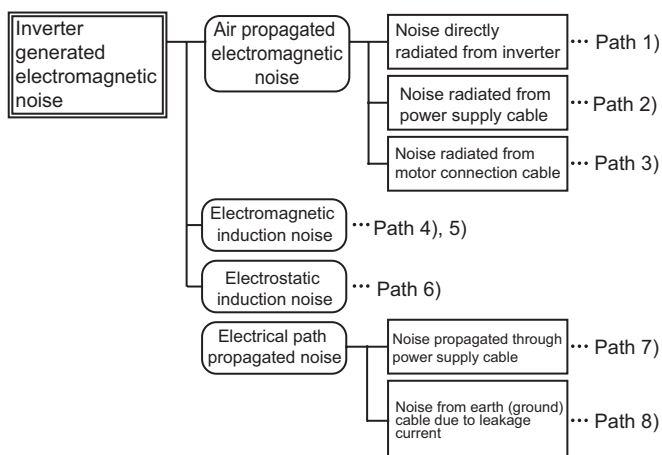 Inverter
generated
electromagnetic
noise
Air propagated
electromagnetic
noise
Noise directly
radiated from inverter
··· Path 1)
Noise radiated from
power supply cable
··· Path 2)
Noise radiated from
motor connection cable
··· Path 3)
Electromagnetic
induction noise
···Path 4), 5)
Electrostatic
induction noise
··· Path 6)
Electrical path
propagated noise
Noise propagated through
power supply cable
··· Path 7)
Noise from earth (ground)
cable due to leakage
current
··· Path 8)